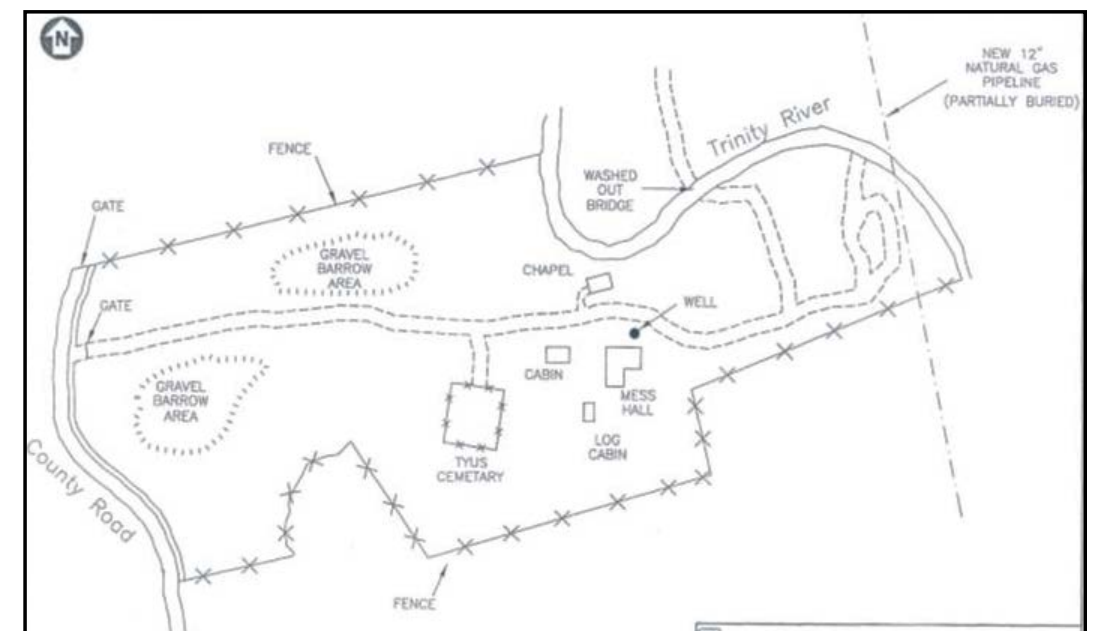 N
NEW 12"
NATURAL GAS
PIPELINE
(PARTIALLY BURIED)
Trinity River
FENCE
WASHED
OUT
BRIDGE
GATE
GRAVEL
BARROW
AREA
CHAPEL
GATE
WELL
CABIN
GRAVEL
BARROW
AREA
MESS
HALL
LOG
CABIN
TYUS
CEMETARY
County Road
FENCE